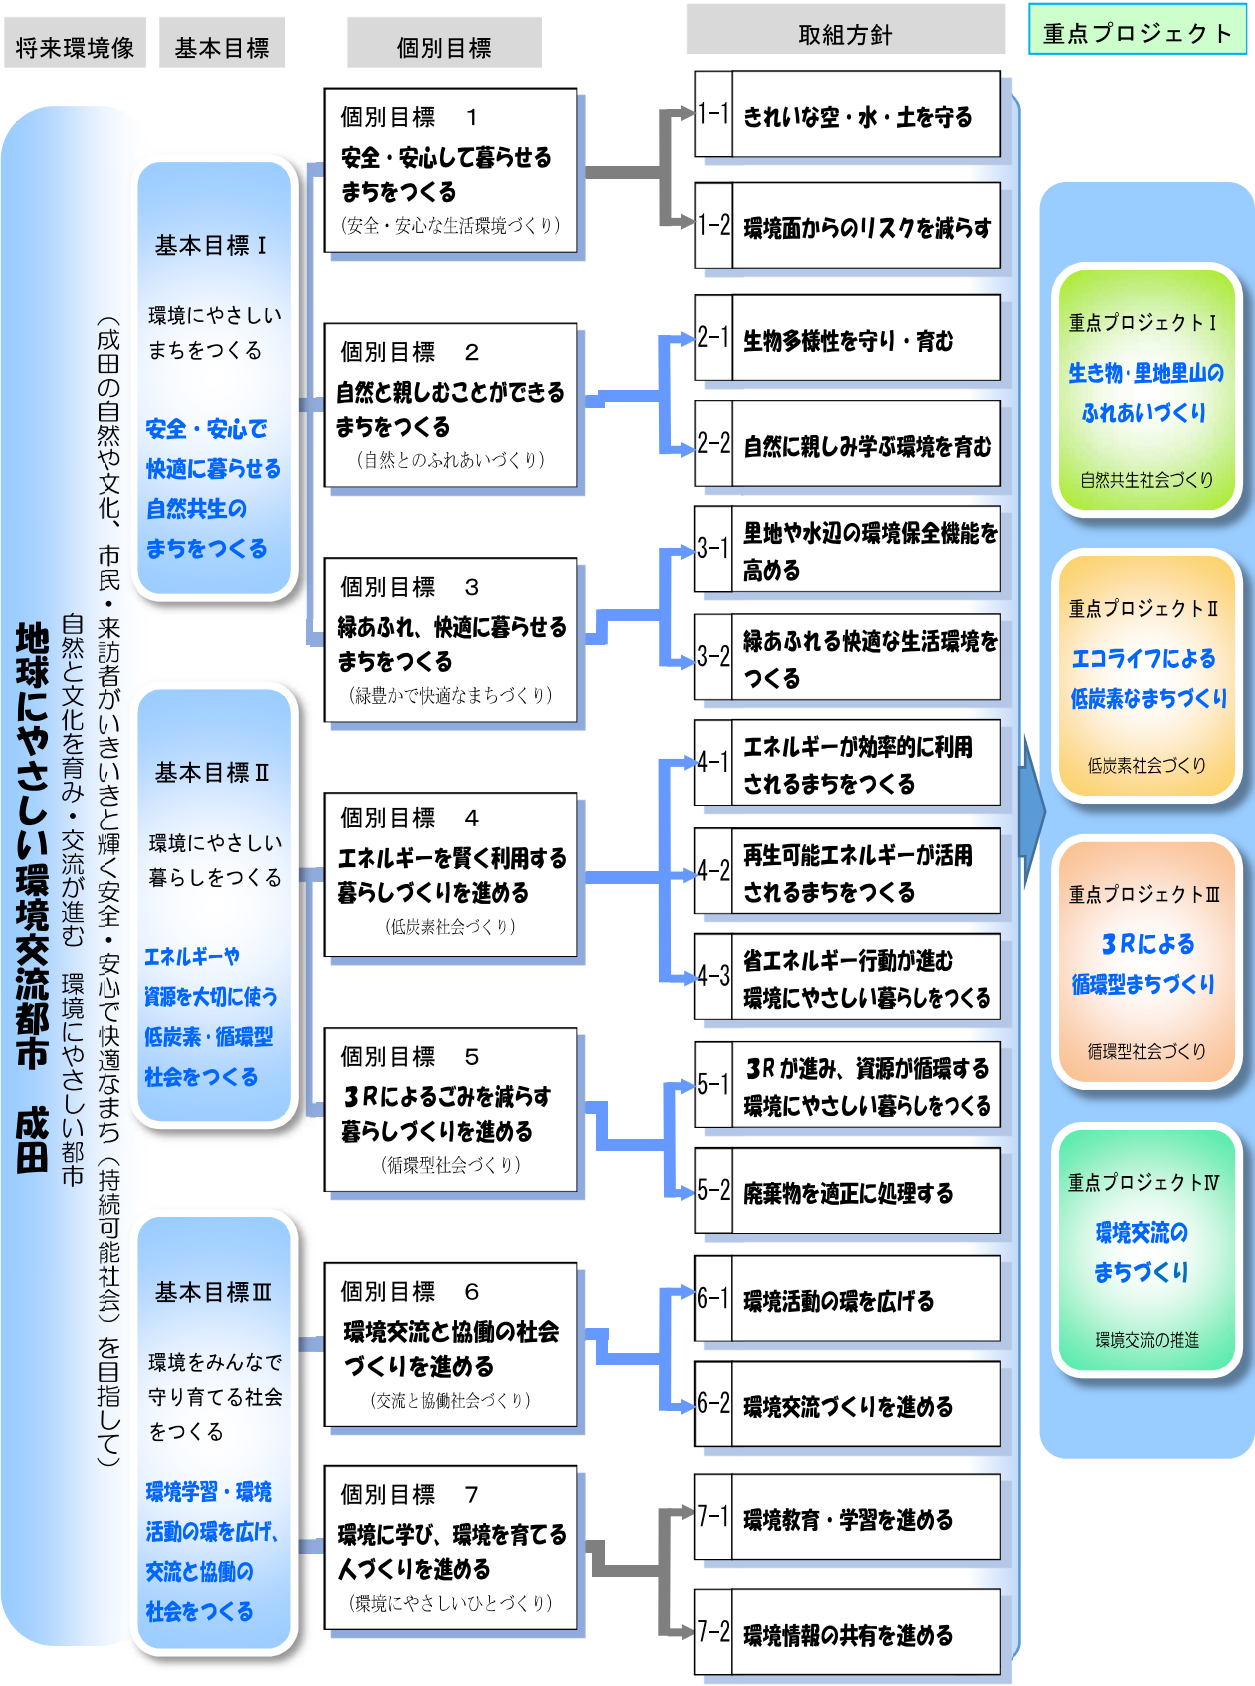 将来環境像
基本目標
個別目標
取組方針
重点プロジェクト
地球にやさしい環境交流都市　成田
自然と文化を育み・交流が進む　環境にやさしい都市
（成田の自然や文化、市民・来訪者がいきいきと輝く安全・安心で快適なまち（持続可能社会）を目指して）
基本目標Ⅰ
環境にやさしい
まちをつくる
安全・安心で
快適に暮らせる
自然共生の
まちをつくる
基本目標Ⅱ
環境にやさしい
暮らしをつくる
エネルギーや
資源を大切に使う
低炭素・循環型
社会をつくる
基本目標Ⅲ
環境をみんなで
守り育てる社会
をつくる
環境学習・環境
活動の環を広げ、
交流と協働の
社会をつくる
個別目標　1
安全・安心して暮らせる
まちをつくる
（安全・安心な生活環境づくり）
個別目標　2
自然と親しむことができる
まちをつくる
（自然とのふれあいづくり）
個別目標　3
緑あふれ、快適に暮らせる
まちをつくる
（緑豊かで快適なまちづくり）
個別目標　4
エネルギーを賢く利用する
暮らしづくりを進める
（低炭素社会づくり）
個別目標　5
3Rによるごみを減らす
暮らしづくりを進める
（循環型社会づくり）
個別目標　6
環境交流と協働の社会
づくりを進める
（交流と協働社会づくり）
個別目標　7
環境に学び、環境を育てる
人づくりを進める
（環境にやさしいひとづくり）
1-1 きれいな空・水・土を守る
1-2 環境面からのリスクを減らす
2-1 生物多様性を守り・育む
2-2 自然に親しみ学ぶ環境を育む
3-1 里地や水辺の環境保全機能を
高める
3-2 緑あふれる快適な生活環境を
つくる
4-1 エネルギーが効率的に利用
されるまちをつくる
4-2 再生可能エネルギーが活用
されるまちをつくる
4-3 省エネルギー行動が進む
環境にやさしい暮らしをつくる
5-1 3Rが進み、資源が循環する
環境にやさしい暮らしをつくる
5-2 廃棄物を適正に処理する
6-1 環境活動の環を広げる
6-2 環境交流づくりを進める
7-1 環境教育・学習を進める
7-2 環境情報の共有を進める
重点プロジェクトⅠ
生き物・里地里山の
ふれあいづくり
自然共生社会づくり
重点プロジェクトⅡ
エコライフによる
低炭素なまちづくり
低炭素社会づくり
重点プロジェクトⅢ
3Rによる
循環型まちづくり
循環型社会づくり
重点プロジェクトⅣ
環境交流の
まちづくり
環境交流の推進